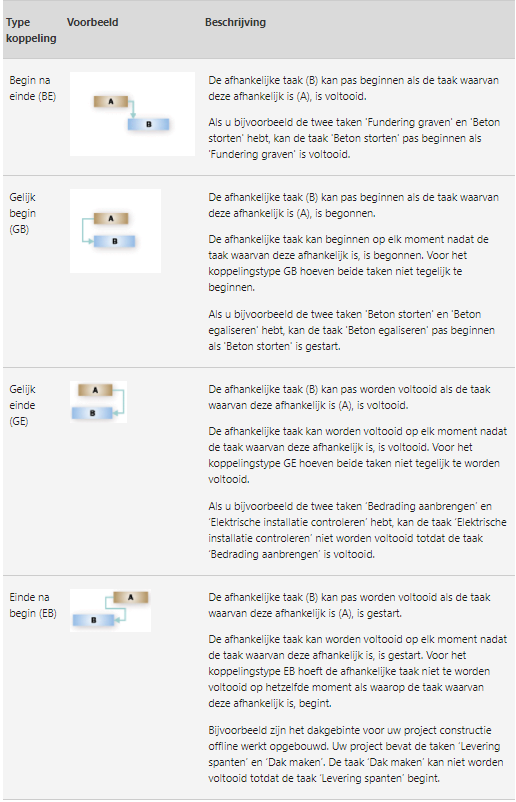 Type
koppeling
Voorbeeld
Beschrijving
Begin na
einde (BE)
A
B
De afhankelijke taak (B) kan pas beginnen als de taak waarvan
deze afhankelijk is (A), is voltooid.
Als u bijvoorbeeld de twee taken 'Fundering graven' en 'Beton
storten' hebt, kan de taak 'Beton storten' pas beginnen als
'Fundering graven' is voltooid.
Gelijk
begin
(GB)
A
B
De afhankelijke taak (B) kan pas beginnen als de taak waarvan
deze afhankelijk is (A), is begonnen.
De afhankelijke taak kan beginnen op elk moment nadat de
taak waarvan deze afhankelijk is, is begonnen. Voor het
koppelingstype GB hoeven beide taken niet tegelijk te
beginnen.
Als u bijvoorbeeld de twee taken 'Beton storten' en 'Beton
egaliseren' hebt, kan de taak 'Beton egaliseren' pas beginnen
als 'Beton storten' is gestart.
Gelijk
einde
(GE)
A
B
De afhankelijke taak (B) kan pas worden voltooid als de taak
waarvan deze afhankelijk is (A), is voltooid.
De afhankelijke taak kan worden voltooid op elk moment nadat
de taak waarvan deze afhankelijk is, is voltooid. Voor het
koppelingstype GE hoeven beide taken niet tegelijk te worden
voltooid.
Als u bijvoorbeeld de twee taken 'Bedrading aanbrengen' en
'Elektrische installatie controleren' hebt, kan de taak 'Elektrische
installatie controleren' niet worden voltooid totdat de taak
'Bedrading aanbrengen' is voltooid.
Einde na
begin (EB)
A
B
De afhankelijke taak (B) kan pas worden voltooid als de taak
waarvan deze afhankelijk is (A), is gestart.
De afhankelijke taak kan worden voltooid op elk moment nadat
de taak waarvan deze afhankelijk is, is gestart. Voor het
koppelingstype EB hoeft de afhankelijke taak niet te worden
voltooid op hetzelfde moment als waarop de taak waarvan
deze afhankelijk is, begint.
Bijvoorbeeld zijn het dakgebinte voor uw project constructie
offline werkt opgebouwd. Uw project bevat de taken 'Levering
spanten' en 'Dak maken'. De taak 'Dak maken' kan niet worden
voltooid totdat de taak 'Levering spanten' begint.